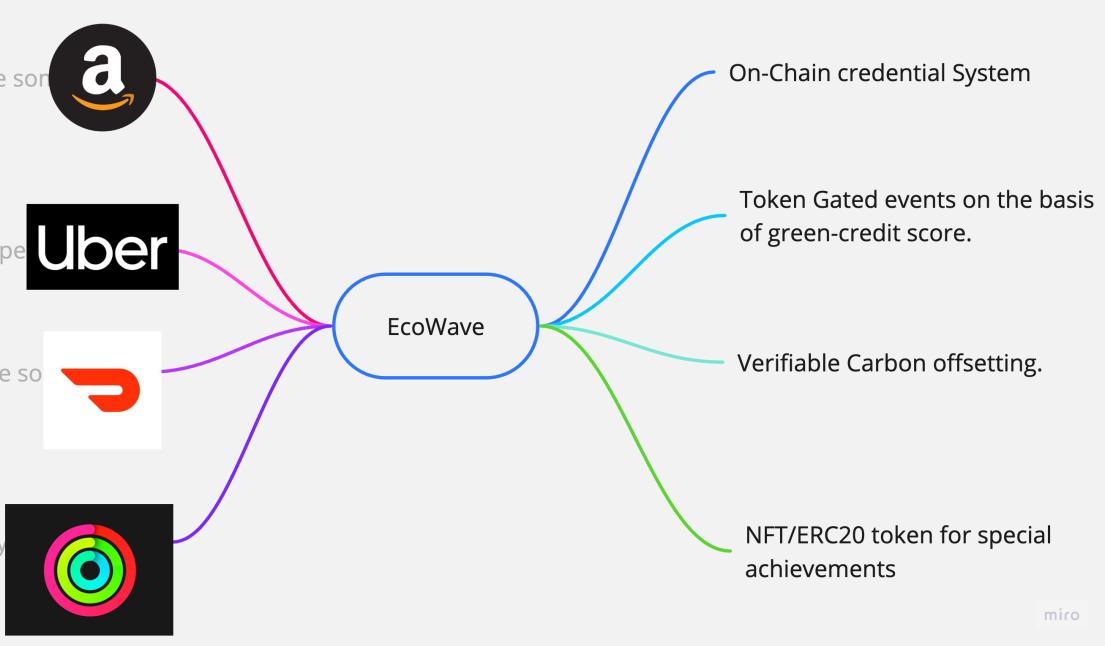 e son
a
On-Chain credential System
Token Gated events on the basis
of green-credit score.
Uber
pe
EcoWave
Verifiable Carbon offsetting.
e so
NFT/ERC20 token for special
achievements
y
miro